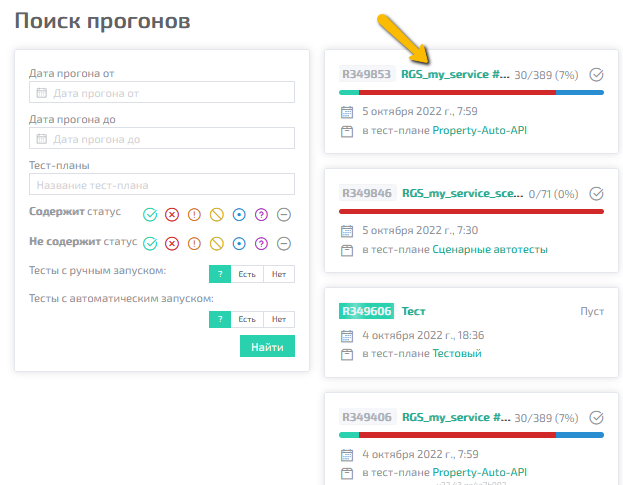 Поиск прогонов
Дата прогона от
Дата прогона от
Дата прогона до
Дата прогона до
Тест-планы
Название тест-плана
Содержит статус
Не содержит статус
Тесты с ручным запуском:
? Есть Нет
Тесты с автоматическим запуском:
? Есть Нет
Найти
R349853 RGS_my_service #... 30/389 (7%)
5 октября 2022 г., 7:59
в тест-плане Property-Auto-API
R349846 RGS_my_service_sce... 0/71 (0%)
5 октября 2022 г., 7:30
в тест-плане Сценарные автотесты
R349606 Тест Пуст
4 октября 2022 г., 18:36
в тест-плане Тестовый
R349406 RGS_my_service #... 30/389 (7%)
4 октября 2022 г., 7:59
в тест-плане Property-Auto-API